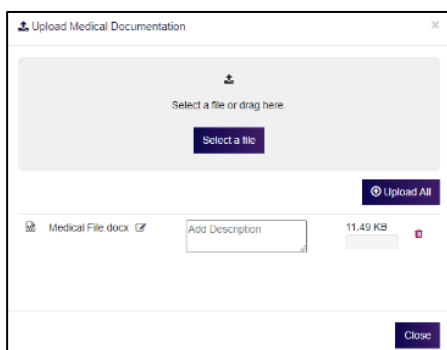 Upload Medical Documentation
×
Select a file or drag here.
Select a file
Upload All
Medical File.docx
Add Description
11.49 KB
Close